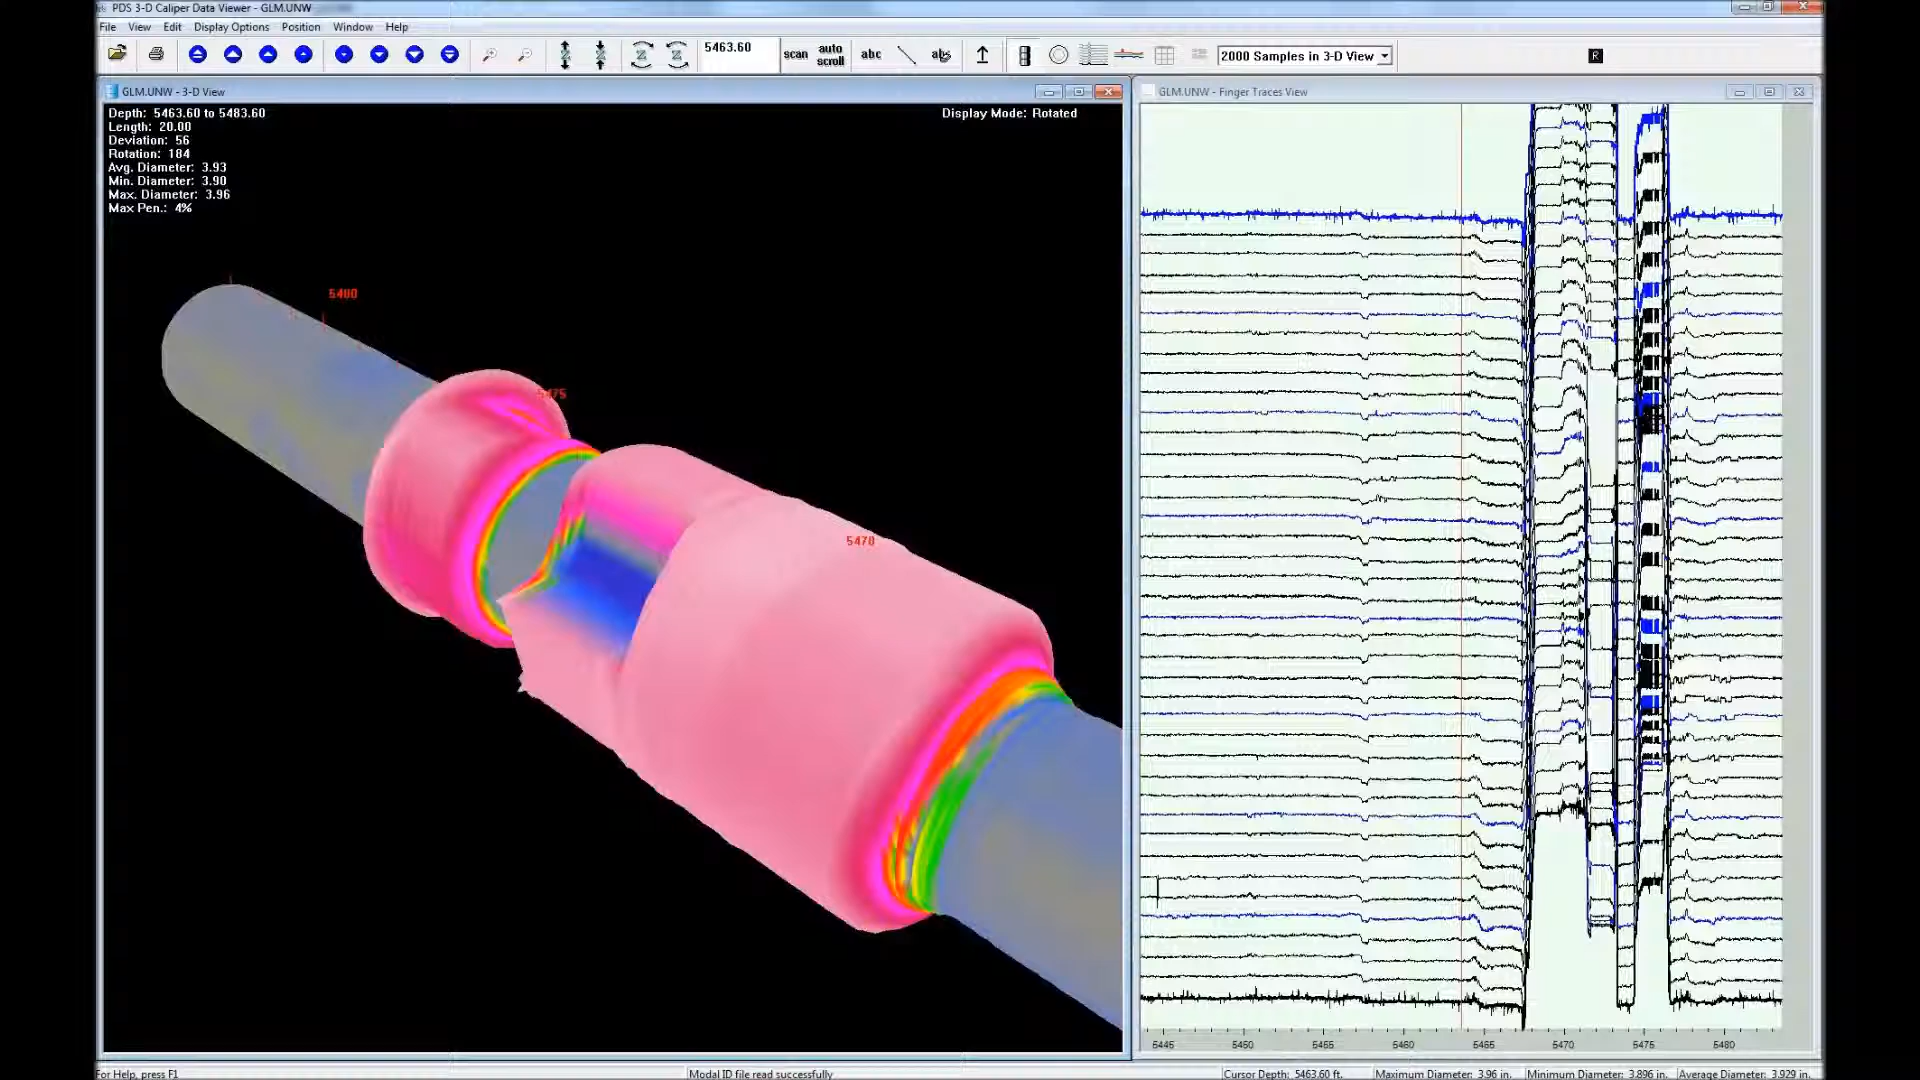 PDS 3-D Caliper Data Viewer - GLM.UNW
File View Edit Display Options Position Window Help
5463.60 scan auto scroll abc abc 2000 Samples in 3-D View R
GLM.UNW - 3-D View
Depth: 5463.60 to 5483.60
Length: 20.00
Deviation: 56
Rotation: 184
Avg. Diameter: 3.93
Min. Diameter: 3.90
Max. Diameter: 3.96
Max Pen.: 4%
Display Mode: Rotated
5480
5475
5470
GLM.UNW - Finger Traces View
5445 5450 5455 5460 5465 5470 5475 5480
For Help, press F1
Modal ID file read successfully
Cursor Depth: 5463.60 ft. Maximum Diameter: 3.96 in. Minimum Diameter: 3.896 in. Average Diameter: 3.929 in.